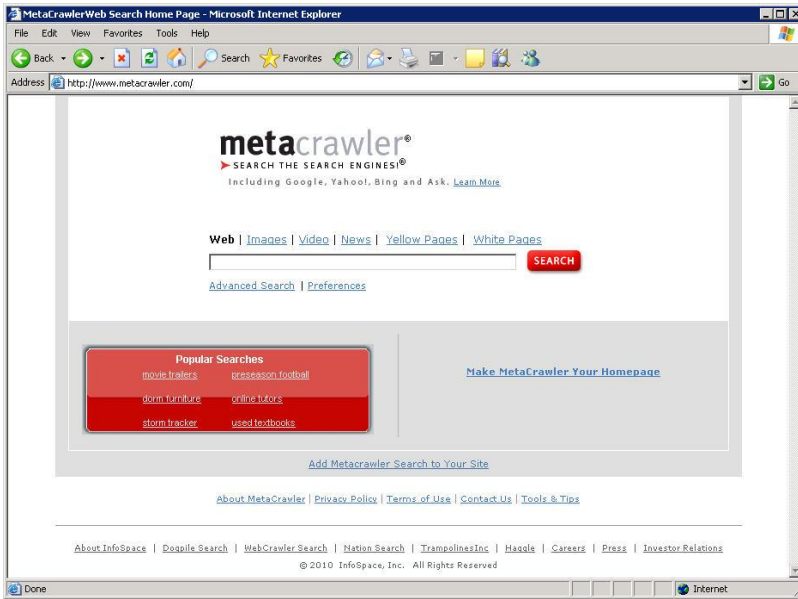 MetaCrawlerWeb Search Home Page - Microsoft Internet Explorer
File Edit View Favorites Tools Help
Back Search Favorites
Address http://www.metacrawler.com/ Go
metacrawler®
SEARCH THE SEARCH ENGINES!®
Including Google, Yahoo!, Bing and Ask. Learn More
Web | Images | Video | News | Yellow Pages | White Pages
SEARCH
Advanced Search | Preferences
Popular Searches
movie trailers preseason football
dorm furniture online tutors
storm tracker used textbooks
Make MetaCrawler Your Homepage
Add Metacrawler Search to Your Site
About MetaCrawler | Privacy Policy | Terms of Use | Contact Us | Tools & Tips
About InfoSpace | Dogpile Search | WebCrawler Search | Nation Search | TrampolinesInc | Haggle | Careers | Press | Investor Relations
© 2010 InfoSpace, Inc. All Rights Reserved
Done Internet